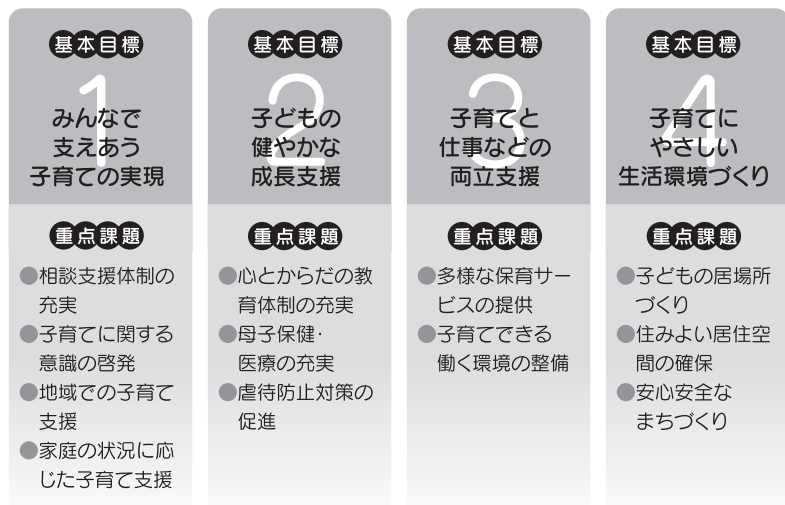 基本目標
1
みんなで
支えあう
子育ての実現
重点課題
●相談支援体制の
充実
●子育てに関する
意識の啓発
●地域での子育て
支援
●家庭の状況に応
じた子育て支援
基本目標
2
子どもの
健やかな
成長支援
重点課題
●心とからだの教
育体制の充実
●母子保健・
医療の充実
●虐待防止対策の
促進
基本目標
3
子育てと
仕事などの
両立支援
重点課題
●多様な保育サー
ビスの提供
●子育てできる
働く環境の整備
基本目標
4
子育てに
やさしい
生活環境づくり
重点課題
●子どもの居場所
づくり
●住みよい居住空
間の確保
●安心安全な
まちづくり